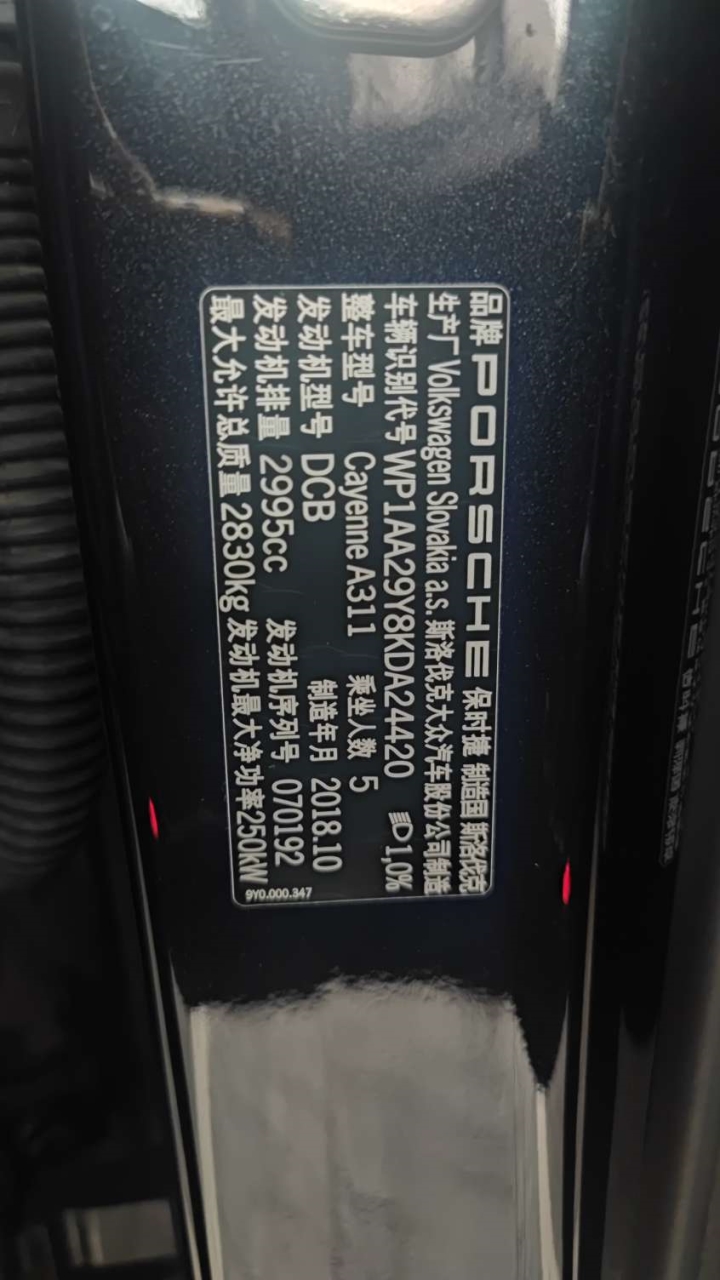 品牌 PORSCHE 保时捷 制造国 斯洛伐克
生产厂 Volkswagen Slovakia a.s. 斯洛伐克大众汽车股份公司制造
车辆识别代号 WP1AA29Y8KDA24420 1,0%
整车型号 Cayenne A311 乘坐人数 5
发动机型号 DCB 制造年月 2018.10
发动机排量 2995cc 发动机序列号 070192
最大允许总质量 2830kg 发动机最大净功率250kW
9Y0.000.347